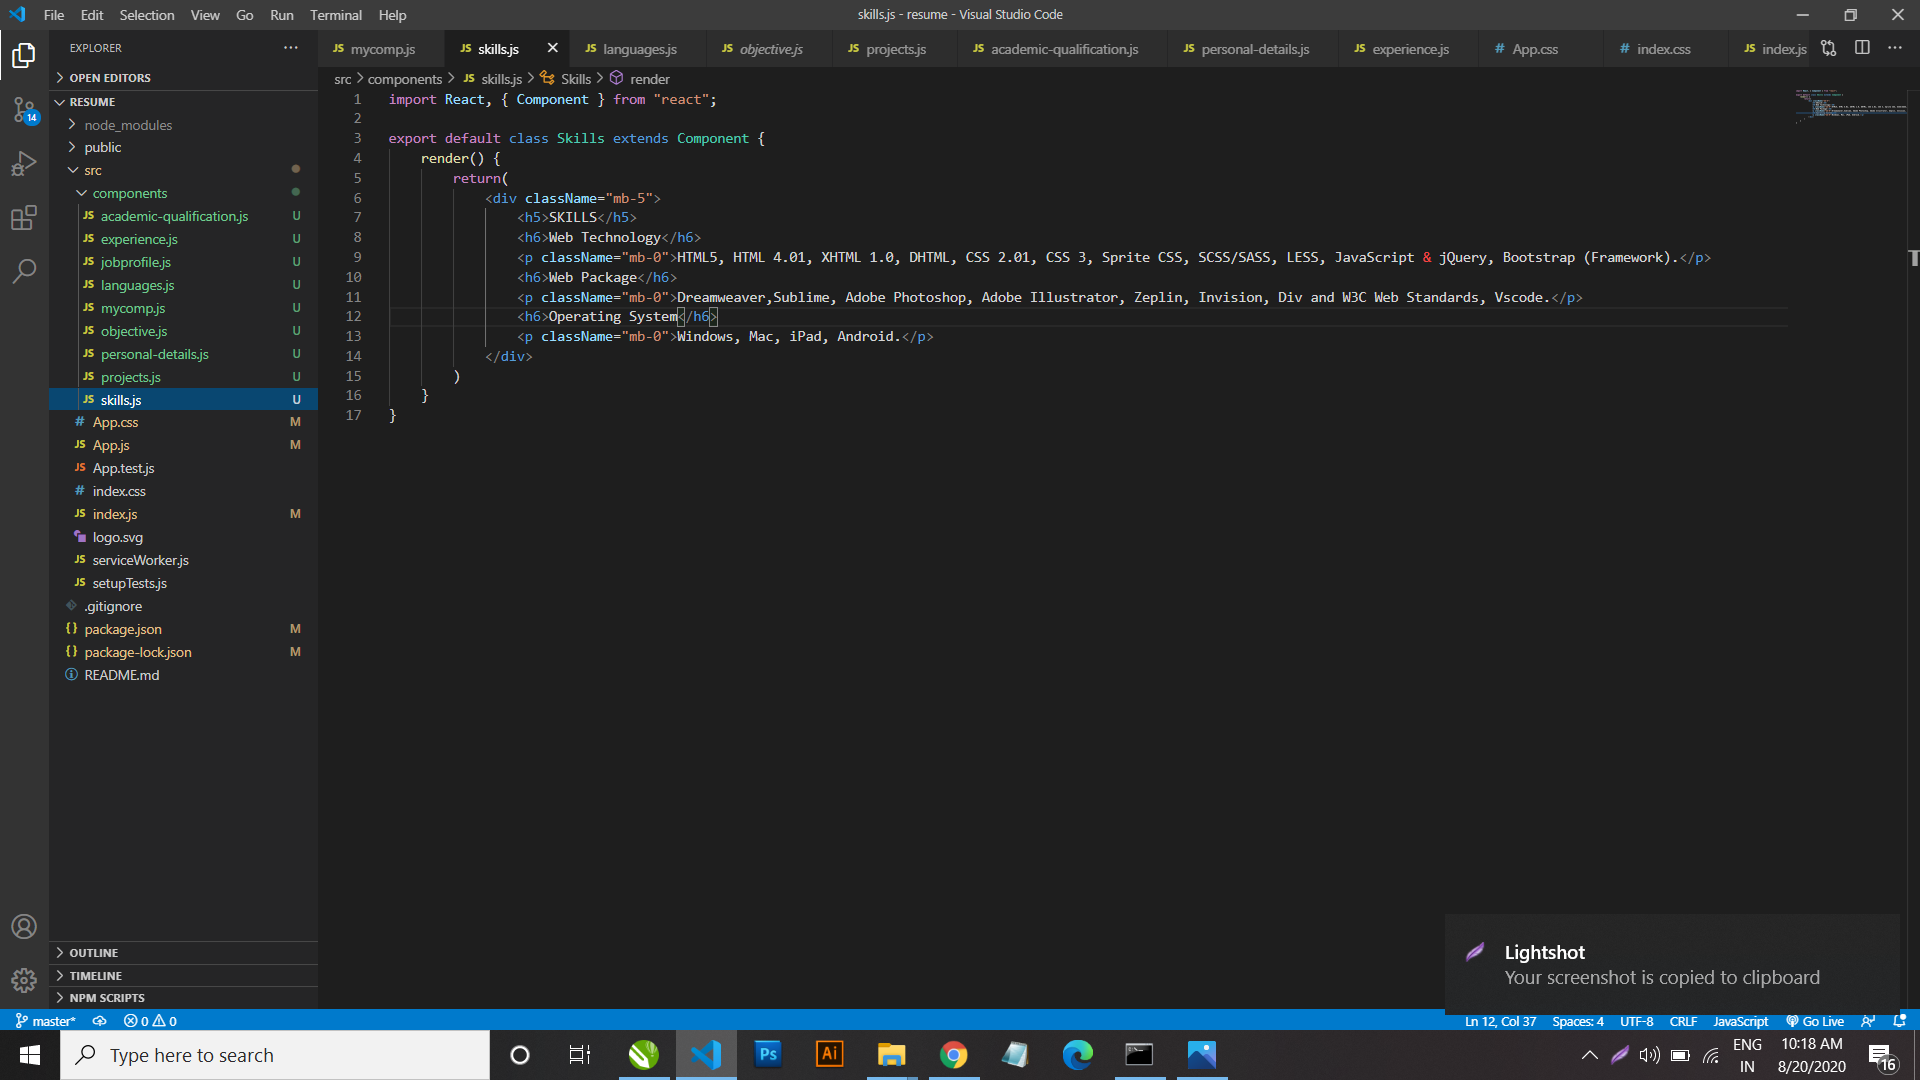 File Edit Selection View Go Run Terminal Help
skills.js - resume - Visual Studio Code
EXPLORER
mycomp.js skills.js languages.js objective.js projects.js academic-qualification.js personal-details.js experience.js App.css index.css index.js
OPEN EDITORS
src > components > JS skills.js > Skills > render
RESUME
14
node_modules
public
src
components
JS academic-qualification.js U
JS experience.js U
JS jobprofile.js U
JS languages.js U
JS mycomp.js U
JS objective.js U
JS personal-details.js U
JS projects.js U
JS skills.js U
# App.css M
JS App.js M
JS App.test.js
# index.css
JS index.js M
logo.svg
JS serviceWorker.js
JS setupTests.js
.gitignore
{} package.json M
{} package-lock.json M
README.md
OUTLINE
TIMELINE
NPM SCRIPTS
1 import React, { Component } from "react";
2
3 export default class Skills extends Component {
4 render() {
5 return(
6 <div className="mb-5">
7 <h5>SKILLS</h5>
8 <h6>Web Technology</h6>
9 <p className="mb-0">HTML5, HTML 4.01, XHTML 1.0, DHTML, CSS 2.01, CSS 3, Sprite CSS, SCSS/SASS, LESS, JavaScript & jQuery, Bootstrap (Framework).</p>
10 <h6>Web Package</h6>
11 <p className="mb-0">Dreamweaver,Sublime, Adobe Photoshop, Adobe Illustrator, Zeplin, Invision, Div and W3C Web Standards, Vscode.</p>
12 <h6>Operating System</h6>
13 <p className="mb-0">Windows, Mac, iPad, Android.</p>
14 </div>
15 )
16 }
17 }
Lightshot
Your screenshot is copied to clipboard
master* 0 0
Ln 12, Col 37 Spaces: 4 UTF-8 CRLF JavaScript Go Live
Type here to search
Ps Ai
ENG
IN
10:18 AM
8/20/2020
16